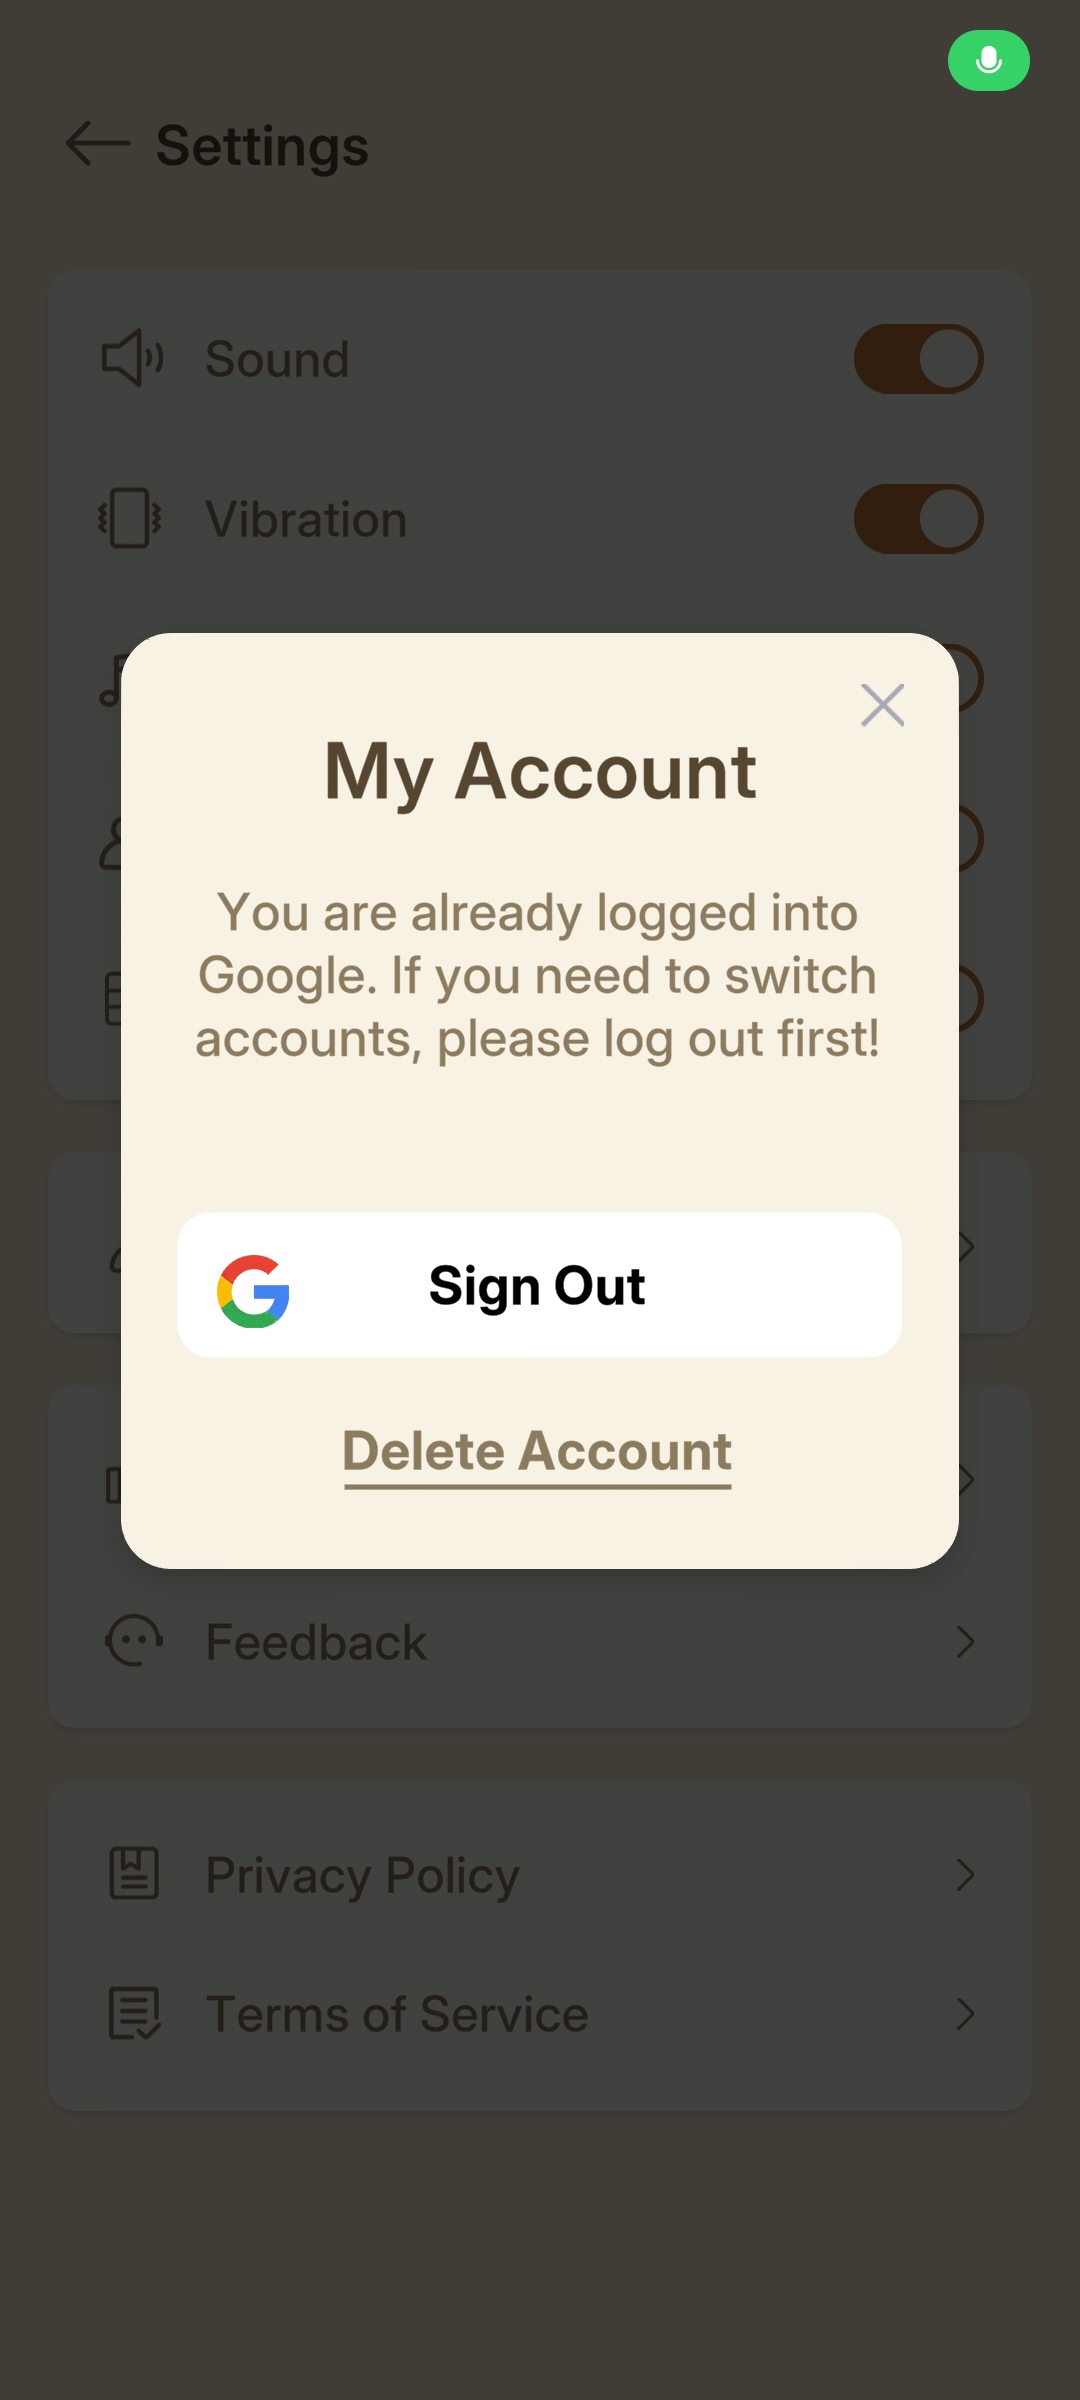 Settings
Sound
Vibration
My Account
You are already logged into
Google. If you need to switch
accounts, please log out first!
Sign Out
Delete Account
Feedback
Privacy Policy
Terms of Service